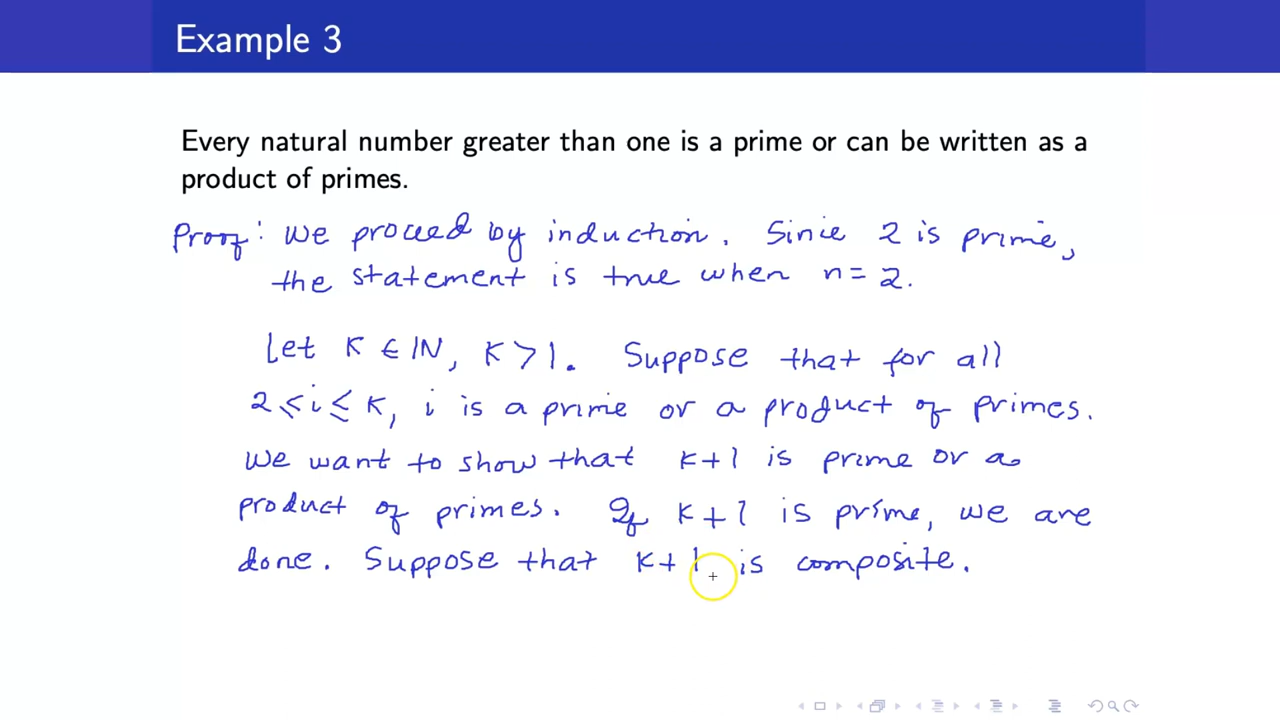 Example 3
Every natural number greater than one is a prime or can be written as a
product of primes.
Proof: We proceed by induction. Since 2 is prime,
the statement is true when n = 2.
Let K ∈ ℕ, K > 1. Suppose that for all
2 ≤ i ≤ K, i is a prime or a product of primes.
We want to show that K+1 is prime or a
product of primes. If K+1 is prime, we are
done. Suppose that K+1 is composite.